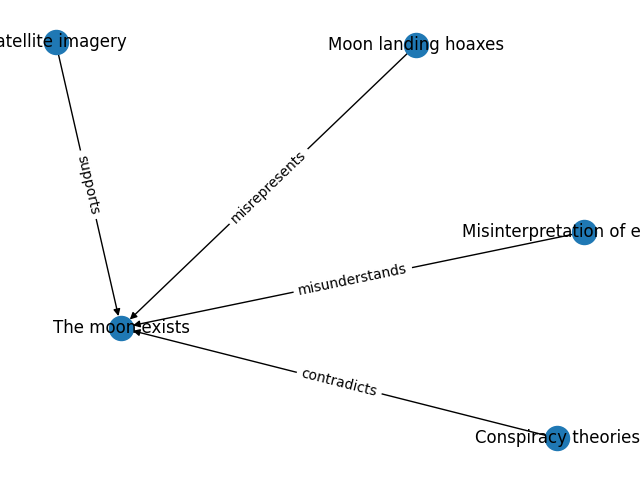 atellite imagery
Moon landing hoaxes
supports
misrepresents
Misinterpretation of e
misunderstands
The moon exists
contradicts
Conspiracy theories